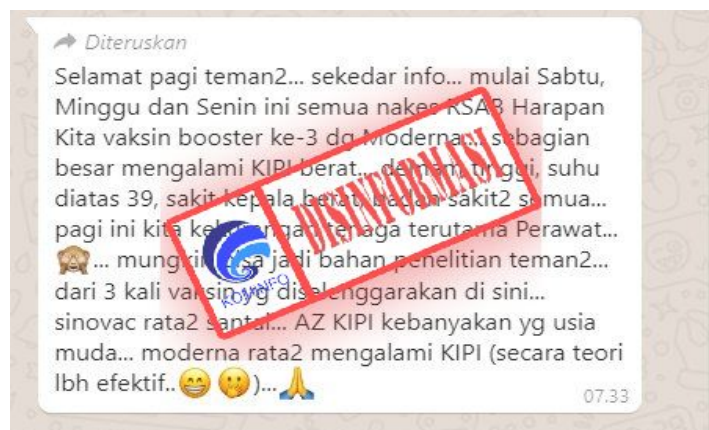 Diteruskan
Selamat pagi teman2... sekedar info... mulai Sabtu,
Minggu dan Senin ini semua nakes RSAB Harapan
Kita vaksin booster ke-3 dg Moderna... sebagian
besar mengalami KIPI berat... demam tinggi, suhu
diatas 39, sakit kepala berat, badan sakit2 semua...
pagi ini kita kekurangan tenaga terutama Perawat...
🙈... mungkin bisa jadi bahan penelitian teman2...
dari 3 kali vaksin yg diselenggarakan di sini...
sinovac rata2 santai... AZ KIPI kebanyakan yg usia
muda... moderna rata2 mengalami KIPI (secara teori
lbh efektif..😁🤭)...🙏
07.33
KOMINFO
DISINFORMASI